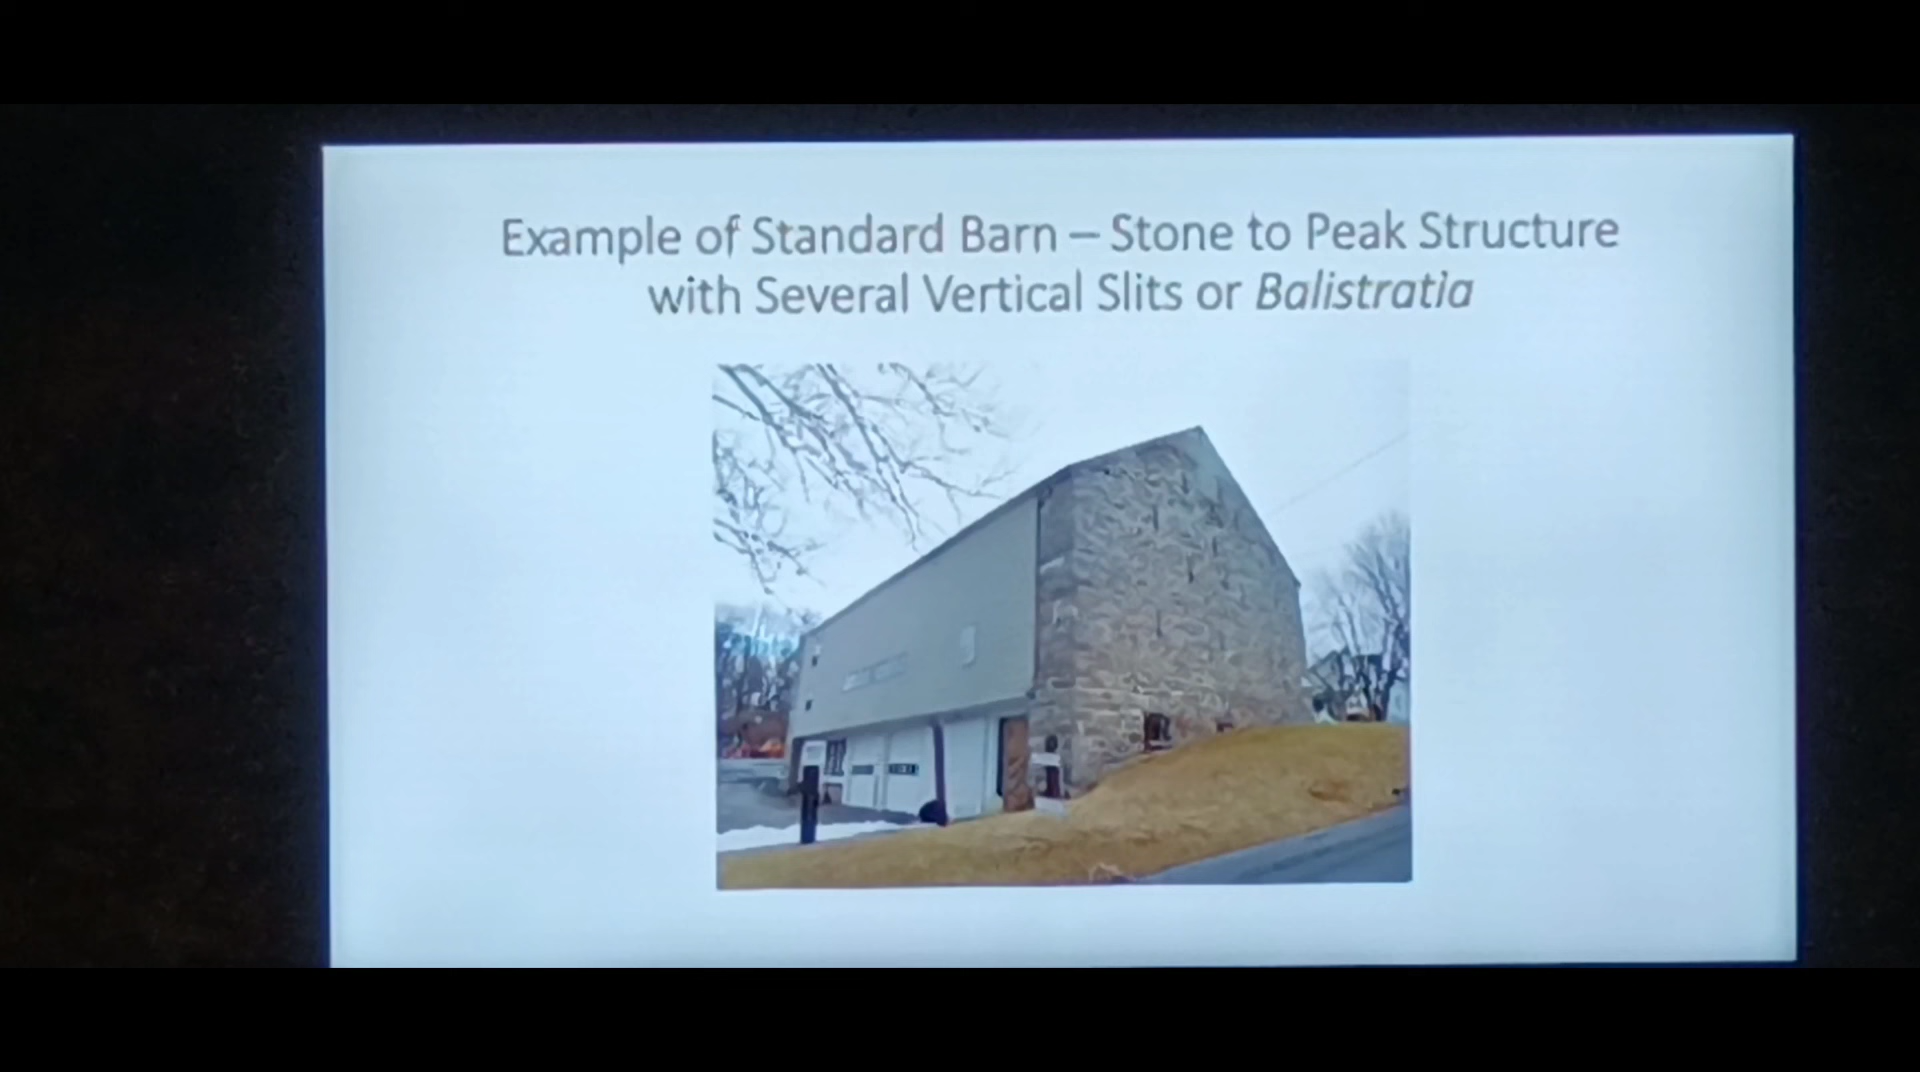 Example of Standard Barn – Stone to Peak Structure
with Several Vertical Slits or Balistratia